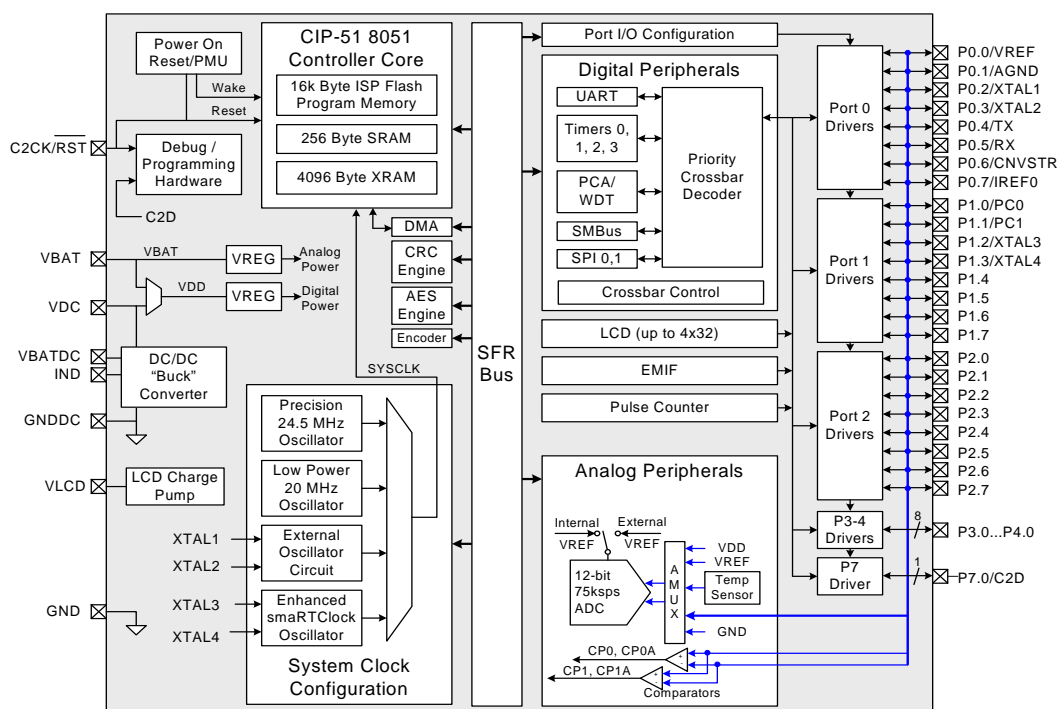 Power On
Reset/PMU
Wake
Reset
C2CK/RST
Debug /
Programming
Hardware
C2D
CIP-51 8051
Controller Core
16k Byte ISP Flash
Program Memory
256 Byte SRAM
4096 Byte XRAM
DMA
CRC
Engine
AES
Engine
Encoder
SYSCLK
VBAT
VBAT
VREG
Analog
Power
VDD
VREG
Digital
Power
VDC
VBATDC
IND
DC/DC
"Buck"
Converter
GNDDC
VLCD
LCD Charge
Pump
GND
Precision
24.5 MHz
Oscillator
Low Power
20 MHz
Oscillator
XTAL1
XTAL2
External
Oscillator
Circuit
XTAL3
XTAL4
Enhanced
smaRTClock
Oscillator
System Clock
Configuration
SFR
Bus
Port I/O Configuration
Digital Peripherals
UART
Timers 0,
1, 2, 3
PCA/
WDT
SMBus
SPI 0,1
Priority
Crossbar
Decoder
Crossbar Control
LCD (up to 4x32)
EMIF
Pulse Counter
Analog Peripherals
Internal
VREF
External
VREF
12-bit
75ksps
ADC
A
M
U
X
VDD
VREF
Temp
Sensor
GND
CP0, CP0A
+
-
CP1, CP1A
+
-
Comparators
Port 0
Drivers
Port 1
Drivers
Port 2
Drivers
P3-4
Drivers
P7
Driver
8
1
P0.0/VREF
P0.1/AGND
P0.2/XTAL1
P0.3/XTAL2
P0.4/TX
P0.5/RX
P0.6/CNVSTR
P0.7/IREF0
P1.0/PC0
P1.1/PC1
P1.2/XTAL3
P1.3/XTAL4
P1.4
P1.5
P1.6
P1.7
P2.0
P2.1
P2.2
P2.3
P2.4
P2.5
P2.6
P2.7
P3.0...P4.0
P7.0/C2D